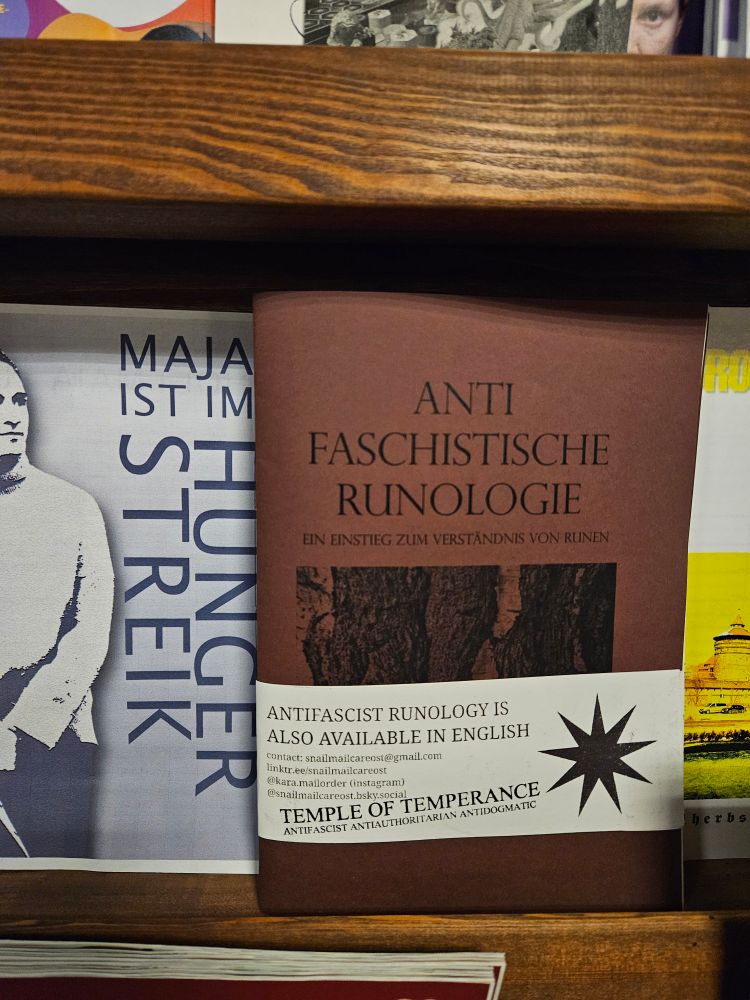 MAJA
IST IM
HUNGER
STREIK
ANTI
FASCHISTISCHE
RUNOLOGIE
EIN EINSTIEG ZUM VERSTÄNDNIS VON RUNEN
ANTIFASCIST RUNOLOGY IS
ALSO AVAILABLE IN ENGLISH
contact: snailmailcareost@gmail.com
linktr.ee/snailmailcareost
@kara.mailorder (instagram)
@snailmailcareost.bsky.social
TEMPLE OF TEMPERANCE
ANTIFASCIST ANTIAUTHORITARIAN ANTIDOGMATIC
RO
herbs